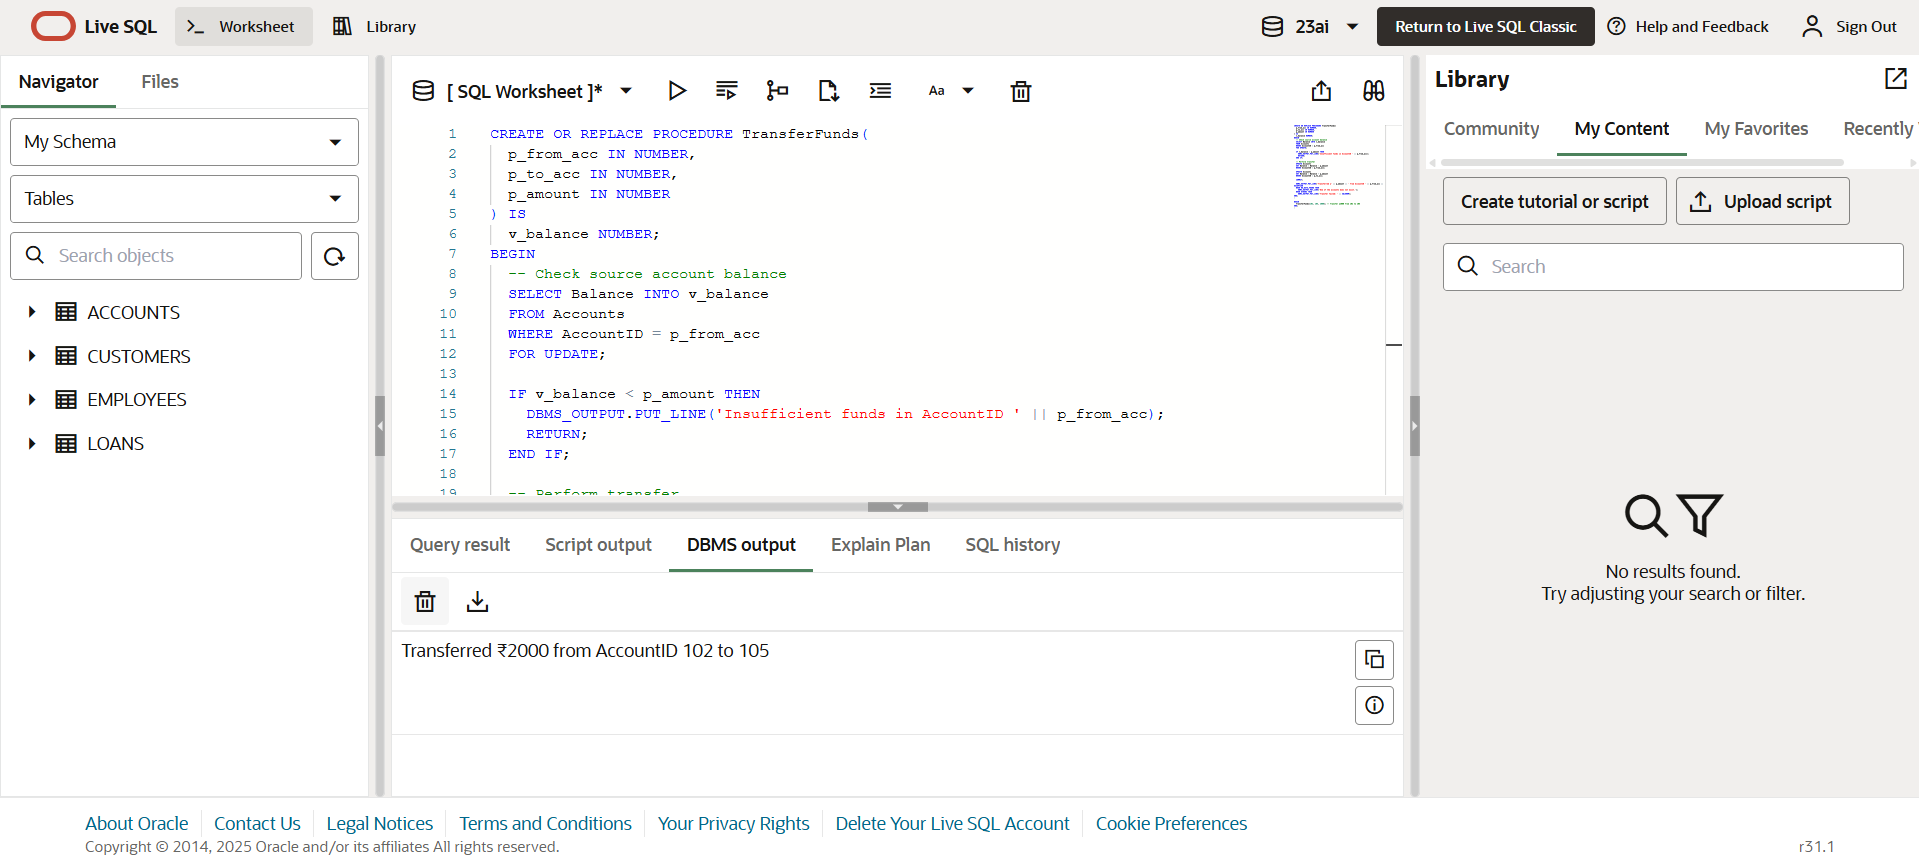 Live SQL
Worksheet
Library
23ai
Return to Live SQL Classic
Help and Feedback
Sign Out
Navigator
Files
My Schema
Tables
Search objects
ACCOUNTS
CUSTOMERS
EMPLOYEES
LOANS
[ SQL Worksheet ]*
Aa
1 CREATE OR REPLACE PROCEDURE TransferFunds(
2 p_from_acc IN NUMBER,
3 p_to_acc IN NUMBER,
4 p_amount IN NUMBER
5 ) IS
6 v_balance NUMBER;
7 BEGIN
8 -- Check source account balance
9 SELECT Balance INTO v_balance
10 FROM Accounts
11 WHERE AccountID = p_from_acc
12 FOR UPDATE;
13
14 IF v_balance < p_amount THEN
15 DBMS_OUTPUT.PUT_LINE('Insufficient funds in AccountID ' || p_from_acc);
16 RETURN;
17 END IF;
18
19 -- Perform transfer
Query result
Script output
DBMS output
Explain Plan
SQL history
Transferred ₹2000 from AccountID 102 to 105
Library
Community
My Content
My Favorites
Recently
Create tutorial or script
Upload script
Search
No results found.
Try adjusting your search or filter.
About Oracle
Contact Us
Legal Notices
Terms and Conditions
Your Privacy Rights
Delete Your Live SQL Account
Cookie Preferences
Copyright © 2014, 2025 Oracle and/or its affiliates All rights reserved.
r31.1